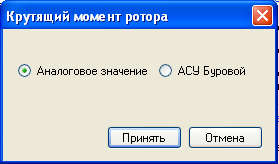 Крутящий момент ротора
Аналоговое значение АСУ Буровой
Принять Отмена